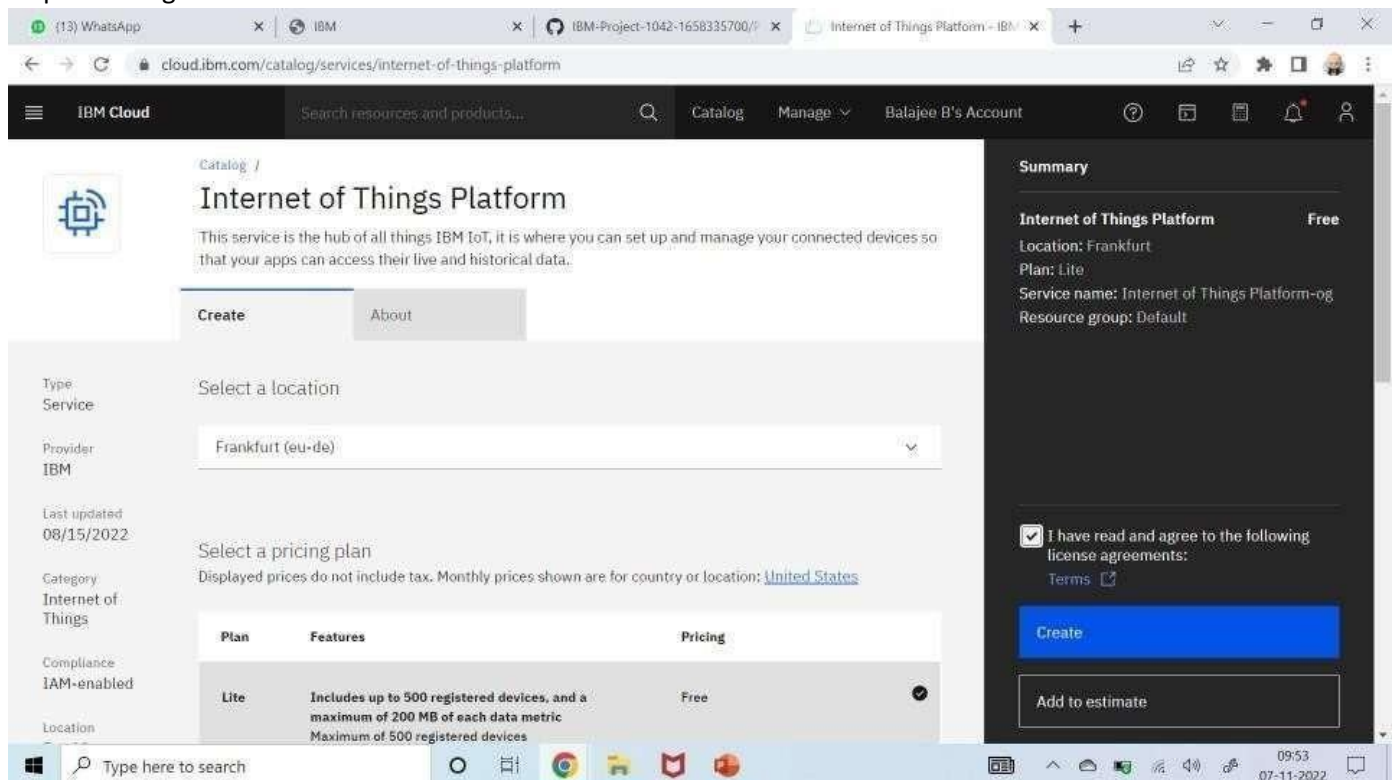 (13) WhatsApp
IBM
IBM-Project-1042-1658335700/
Internet of Things Platform - IBM
cloud.ibm.com/catalog/services/internet-of-things-platform
IBM Cloud
Search resources and products...
Catalog
Manage
Balajee B's Account
Catalog /
Internet of Things Platform
This service is the hub of all things IBM IoT, it is where you can set up and manage your connected devices so
that your apps can access their live and historical data.
Create
About
Type
Service
Provider
IBM
Last updated
08/15/2022
Category
Internet of
Things
Compliance
IAM-enabled
Location
Select a location
Frankfurt (eu-de)
Select a pricing plan
Displayed prices do not include tax. Monthly prices shown are for country or location: United States
Plan Features Pricing
Lite Includes up to 500 registered devices, and a Free
maximum of 200 MB of each data metric
Maximum of 500 registered devices
Summary
Internet of Things Platform Free
Location: Frankfurt
Plan: Lite
Service name: Internet of Things Platform-og
Resource group: Default
I have read and agree to the following
license agreements:
Terms
Create
Add to estimate
Type here to search
09:53
07-11-2022